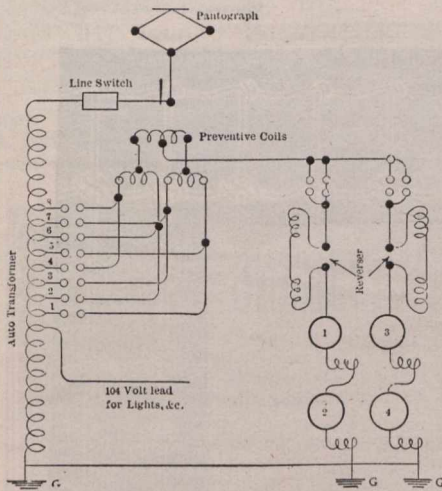 Pantograph
Line Switch
Preventive Coils
8
7
6
5
4
3
2
1
Auto Transformer
Reverser
1
3
2
4
104 Volt lead
for Lights, &c.
G
G
G